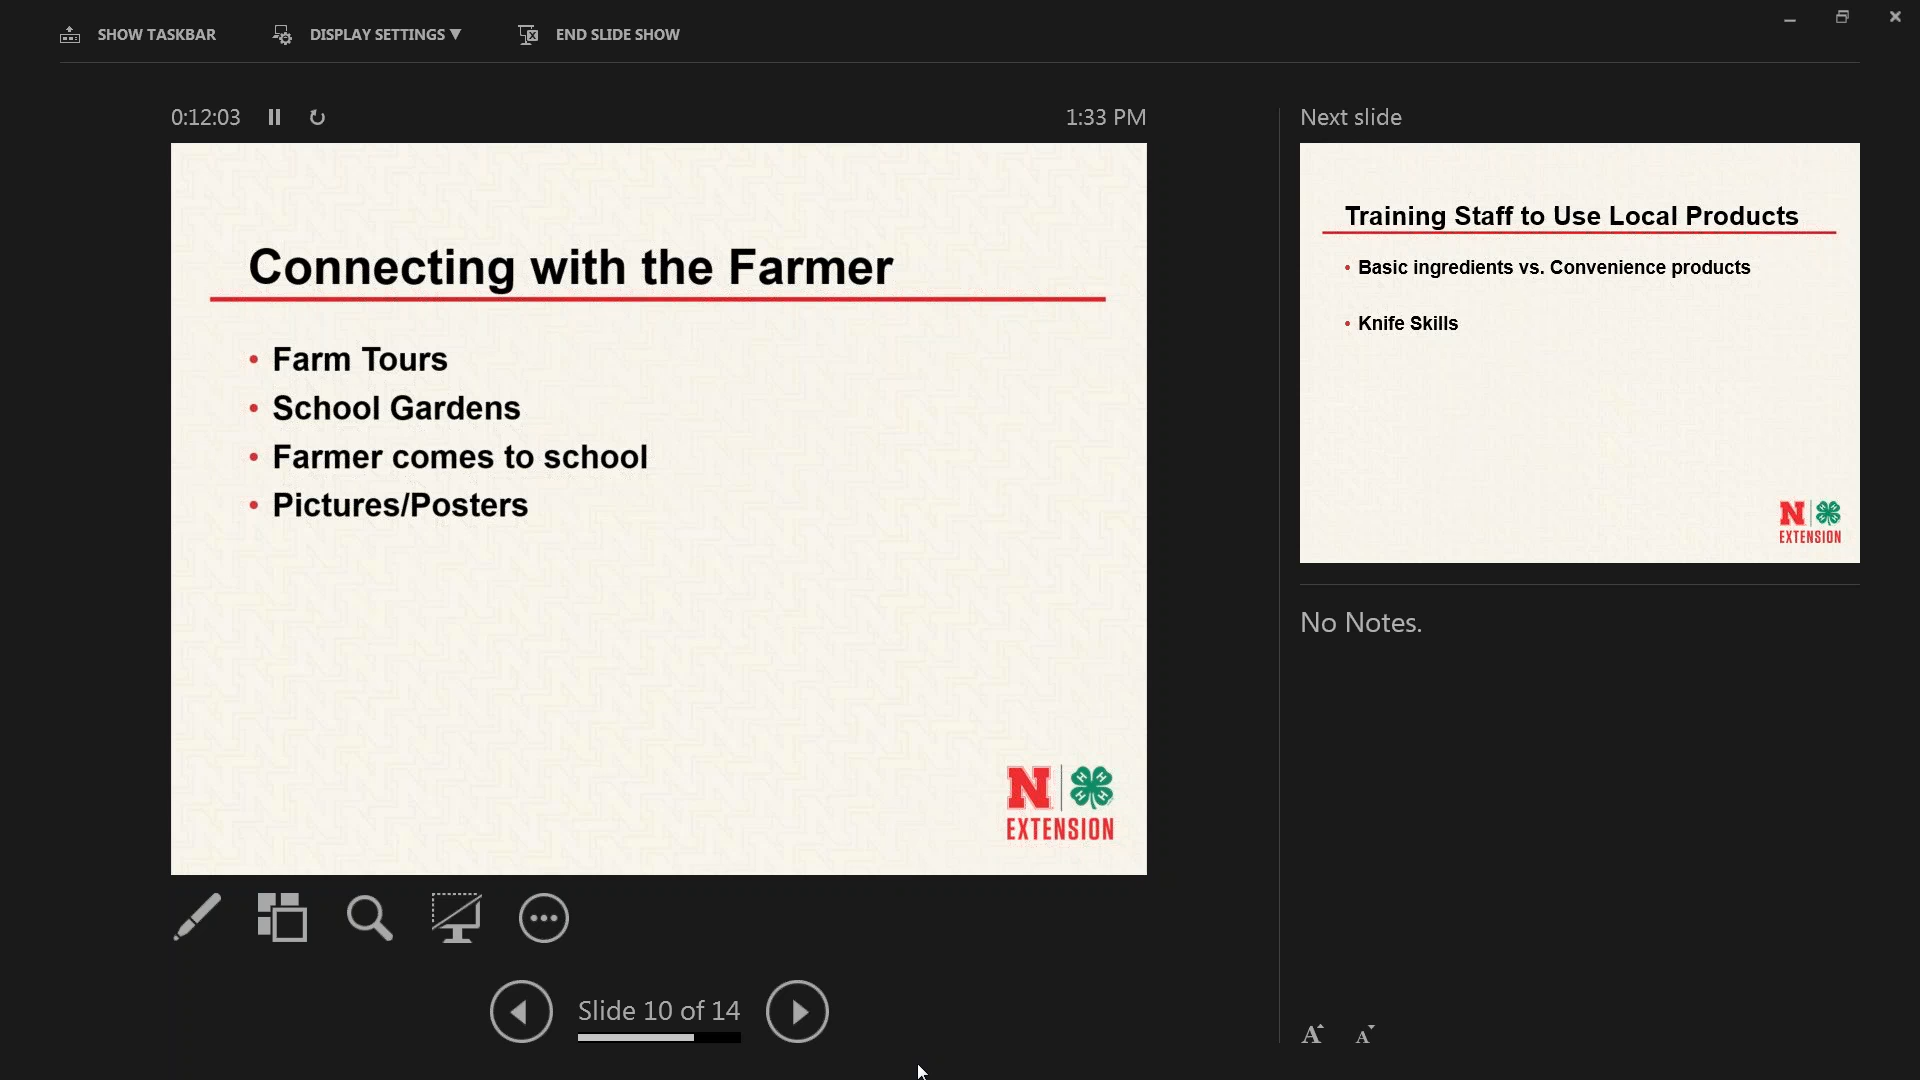 SHOW TASKBAR
DISPLAY SETTINGS ▼
END SLIDE SHOW
0:12:03
1:33 PM
Connecting with the Farmer
• Farm Tours
• School Gardens
• Farmer comes to school
• Pictures/Posters
N
H H H H
EXTENSION
Slide 10 of 14
Next slide
Training Staff to Use Local Products
• Basic ingredients vs. Convenience products
• Knife Skills
N
EXTENSION
No Notes.
A A